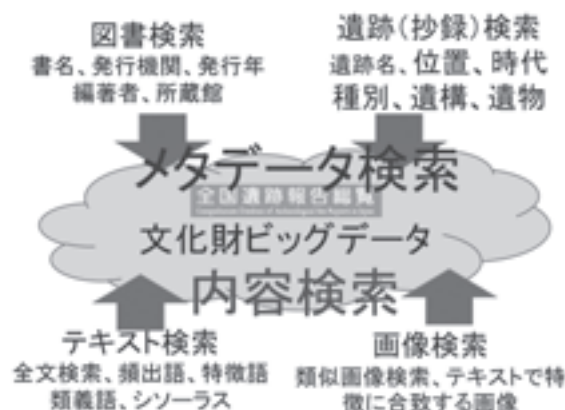 図書検索
書名、発行機関、発行年
編著者、所蔵館
遺跡(抄録)検索
遺跡名、位置、時代
種別、遺構、遺物
メタデータ検索
全国遺跡報告総覧
文化財ビッグデータ
内容検索
テキスト検索
全文検索、頻出語、特徴語
類義語、シソーラス
画像検索
類似画像検索、テキストで特
徴に合致する画像